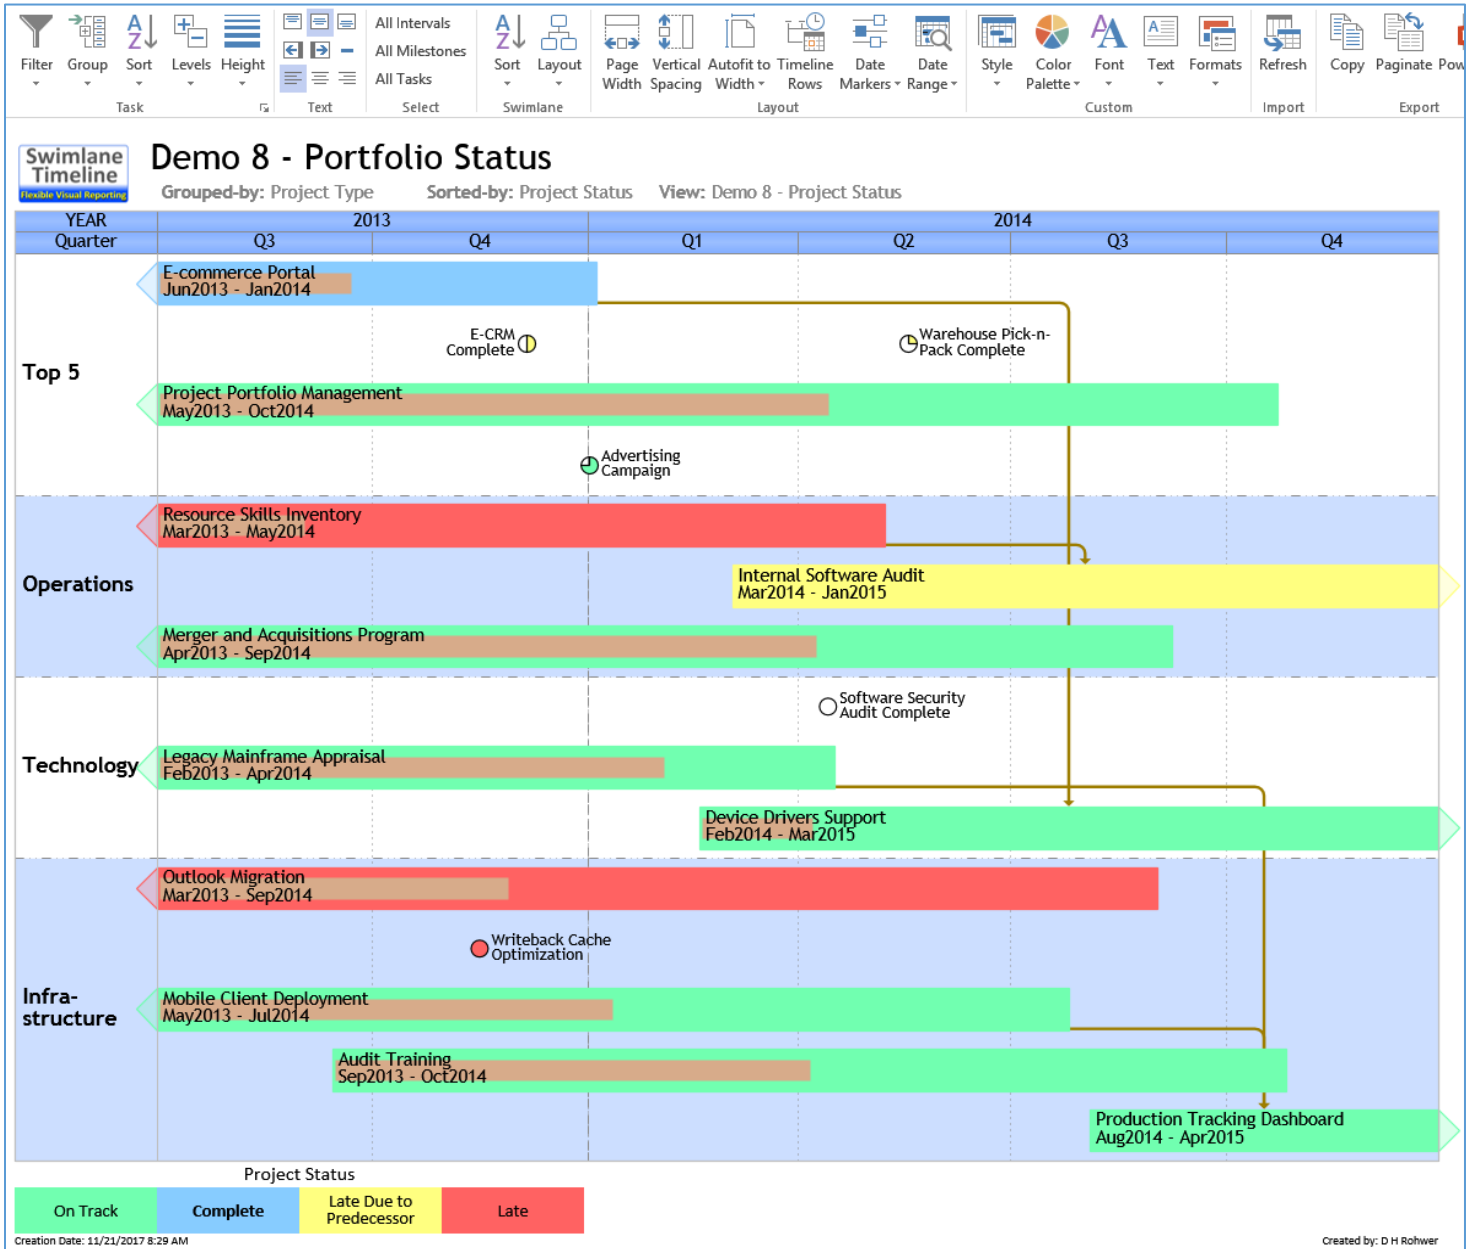 Filter
Group
Sort
Levels
Height
Task
Text
All Intervals
All Milestones
All Tasks
Select
A
Z
Sort
Layout
Swimlane
Page
Width
Vertical
Spacing
Autofit to
Width
Timeline
Rows
Date
Markers
Date
Range
Layout
Style
Color
Palette
Font
Text
Formats
Custom
Refresh
Import
Copy
Paginate
Export
Swimlane
Timeline
Flexible Visual Reporting
Demo 8 - Portfolio Status
Grouped-by: Project Type Sorted-by: Project Status View: Demo 8 - Project Status
YEAR 2013 2014
Quarter Q3 Q4 Q1 Q2 Q3 Q4
Top 5
E-commerce Portal
Jun2013 - Jan2014
E-CRM
Complete
Warehouse Pick-n-
Pack Complete
Project Portfolio Management
May2013 - Oct2014
Advertising
Campaign
Operations
Resource Skills Inventory
Mar2013 - May2014
Internal Software Audit
Mar2014 - Jan2015
Merger and Acquisitions Program
Apr2013 - Sep2014
Technology
Software Security
Audit Complete
Legacy Mainframe Appraisal
Feb2013 - Apr2014
Device Drivers Support
Feb2014 - Mar2015
Infra-
structure
Outlook Migration
Mar2013 - Sep2014
Writeback Cache
Optimization
Mobile Client Deployment
May2013 - Jul2014
Audit Training
Sep2013 - Oct2014
Production Tracking Dashboard
Aug2014 - Apr2015
Project Status
On Track
Complete
Late Due to
Predecessor
Late
Creation Date: 11/21/2017 8:29 AM
Created by: D H Rohwer